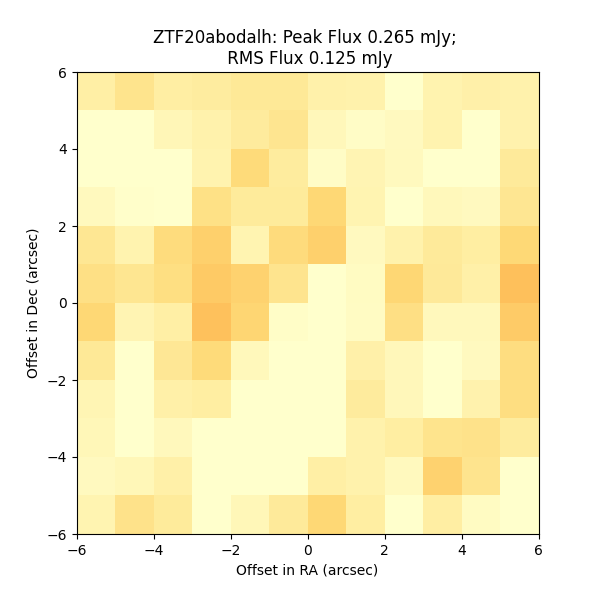 ZTF20abodalh: Peak Flux 0.265 mJy;
RMS Flux 0.125 mJy
6
4
2
0
−2
−4
−6
Offset in Dec (arcsec)
−6 −4 −2 0 2 4 6
Offset in RA (arcsec)